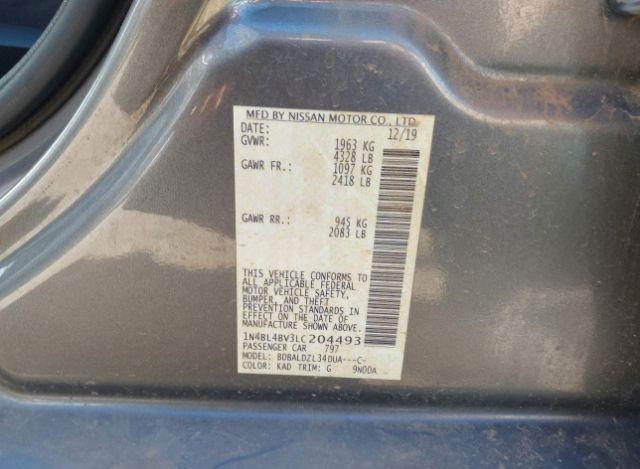 MFD BY NISSAN MOTOR CO., LTD.
DATE: 12/19
GVWR: 1963 KG
4328 LB
GAWR FR.: 1097 KG
2418 LB
GAWR RR.: 945 KG
2083 LB
THIS VEHICLE CONFORMS TO
ALL APPLICABLE FEDERAL
MOTOR VEHICLE SAFETY,
BUMPER, AND THEFT
PREVENTION STANDARDS
IN EFFECT ON THE DATE OF
MANUFACTURE SHOWN ABOVE.
1N4BL4BV3LC204493
PASSENGER CAR 797
MODEL: BDBALDZL34DUA---C-
COLOR: KAD TRIM: G 9N00A